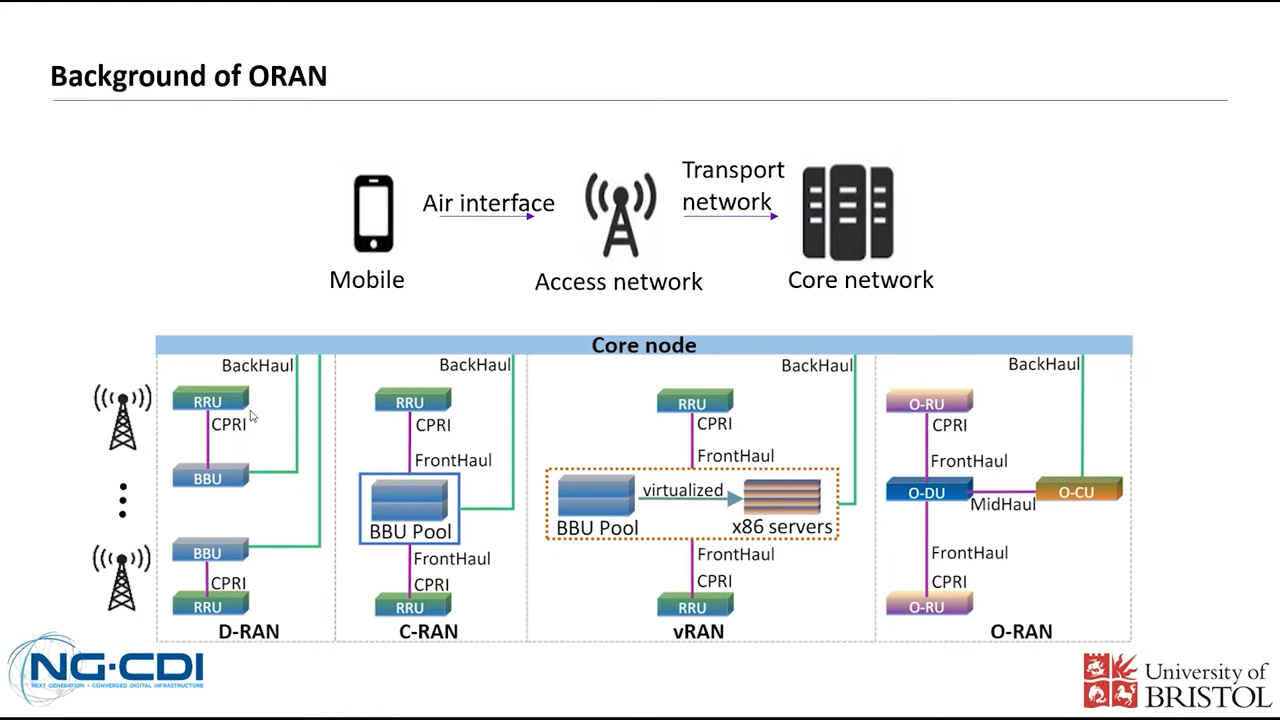 Background of ORAN
Air interface
Transport
network
Mobile
Access network
Core network
Core node
BackHaul
RRU
CPRI
BBU
BBU
CPRI
RRU
D-RAN
BackHaul
RRU
CPRI
FrontHaul
BBU Pool
FrontHaul
CPRI
RRU
C-RAN
BackHaul
RRU
CPRI
FrontHaul
virtualized
BBU Pool
x86 servers
FrontHaul
CPRI
RRU
vRAN
BackHaul
O-RU
CPRI
FrontHaul
O-DU
O-CU
MidHaul
FrontHaul
CPRI
O-RU
O-RAN
NG·CDI
NEXT GENERATION · CONVERGED DIGITAL INFRASTRUCTURE
University of
BRISTOL